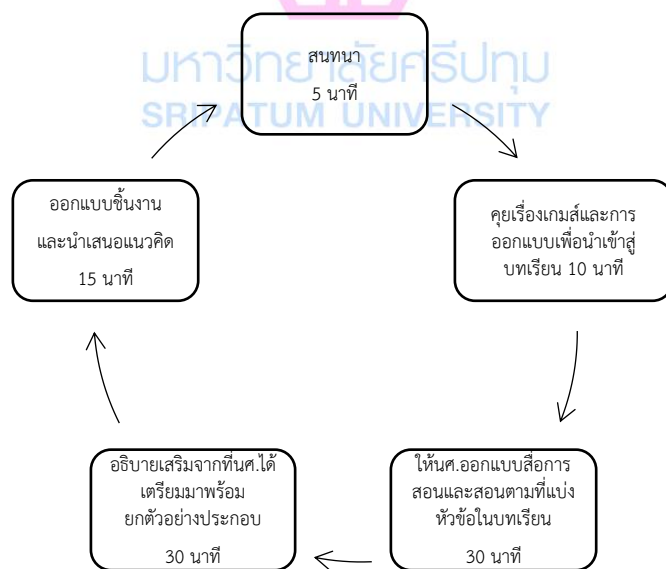 มหาวิทยาลัยศรีปทุม
SRIPATUM UNIVERSITY
สนทนา
5 นาที
คุยเรื่องเกมส์และการ
ออกแบบเพื่อนำเข้าสู่
บทเรียน 10 นาที
ให้นศ.ออกแบบสื่อการ
สอนและสอนตามที่แบ่ง
หัวข้อในบทเรียน
30 นาที
อธิบายเสริมจากที่นศ.ได้
เตรียมมาพร้อม
ยกตัวอย่างประกอบ
30 นาที
ออกแบบชิ้นงาน
และนำเสนอแนวคิด
15 นาที